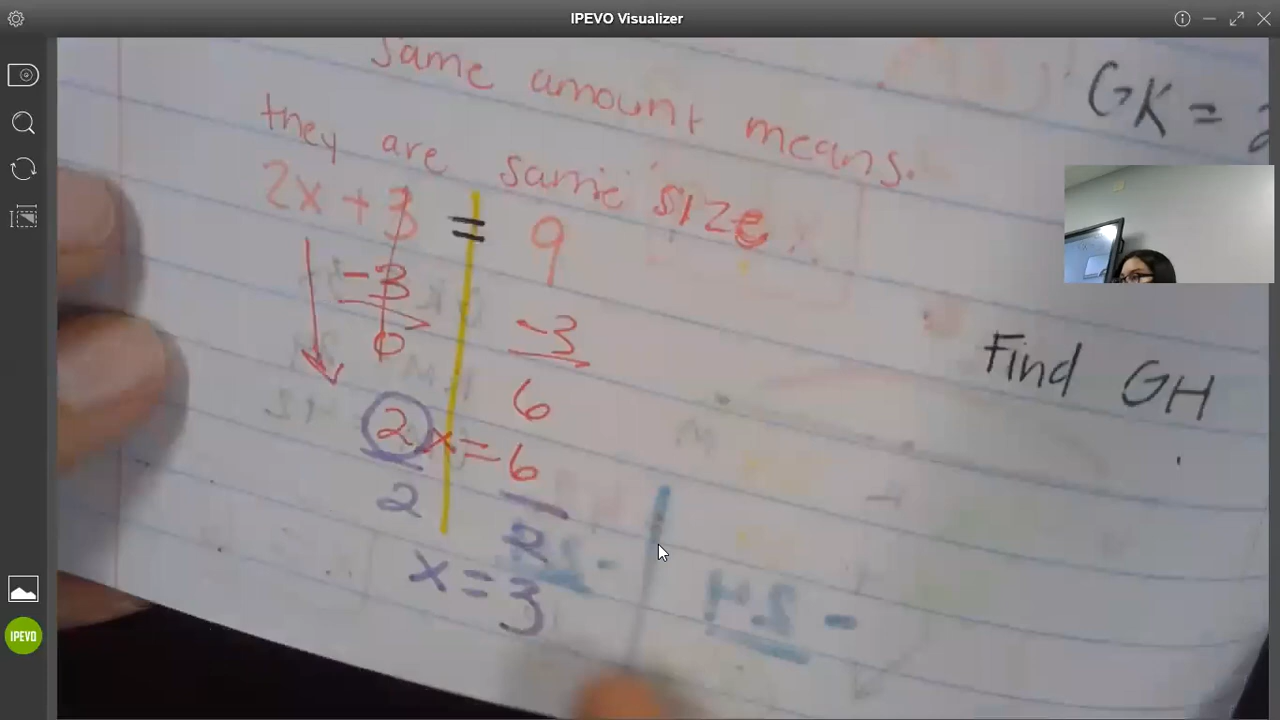 IPEVO Visualizer
same amount means.
they are same size.
GK = 2
2x + 3 = 9
-3 -3
0 6
2x = 6
2 2
x = 3
Find GH
IPEVO